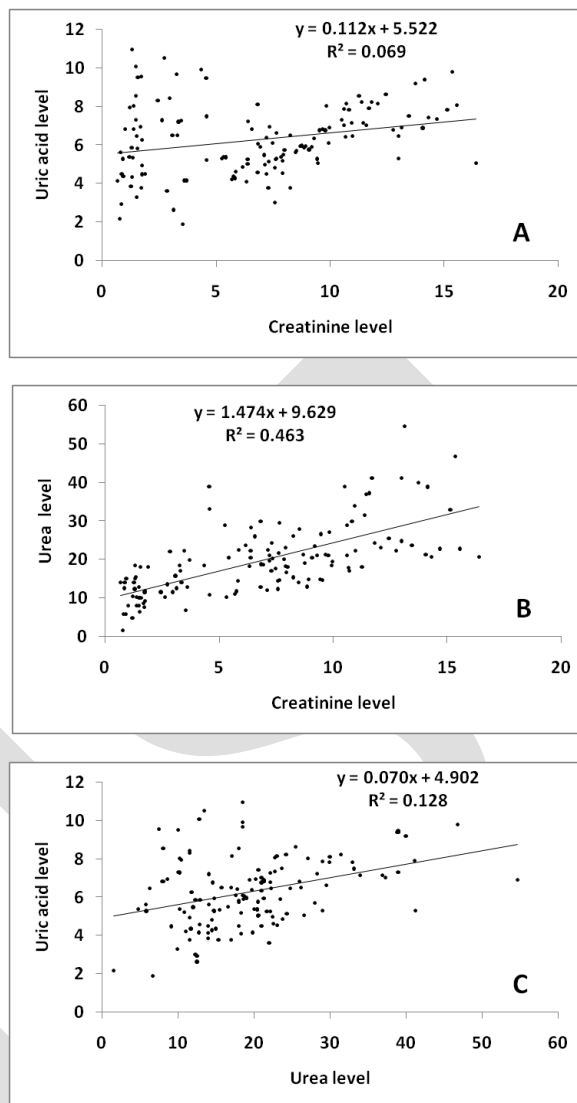 y = 0.112x + 5.522
R² = 0.069
12
10
8
6
4
2
0
Uric acid level
A
0 5 10 15 20
Creatinine level
y = 1.474x + 9.629
R² = 0.463
60
50
40
30
20
10
0
Urea level
B
0 5 10 15 20
Creatinine level
y = 0.070x + 4.902
R² = 0.128
12
10
8
6
4
2
0
Uric acid level
C
0 10 20 30 40 50 60
Urea level